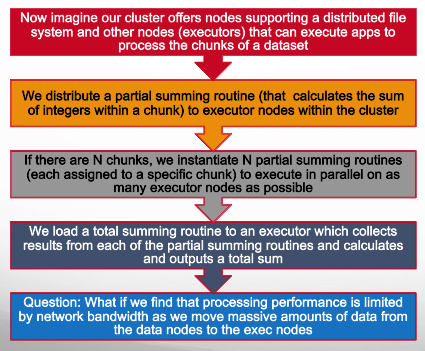 Now imagine our cluster offers nodes supporting a distributed file
system and other nodes (executors) that can execute apps to
process the chunks of a dataset
We distribute a partial summing routine (that calculates the sum
of integers within a chunk) to executor nodes within the cluster
If there are N chunks, we instantiate N partial summing routines
(each assigned to a specific chunk) to execute in parallel on as
many executor nodes as possible
We load a total summing routine to an executor which collects
results from each of the partial summing routines and calculates
and outputs a total sum
Question: What if we find that processing performance is limited
by network bandwidth as we move massive amounts of data from
the data nodes to the exec nodes